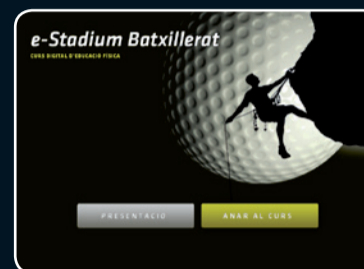 e-Stadium Batxillerat
CURS DIGITAL D'EDUCACIÓ FÍSICA
PRESENTACIÓ
ANAR AL CURS